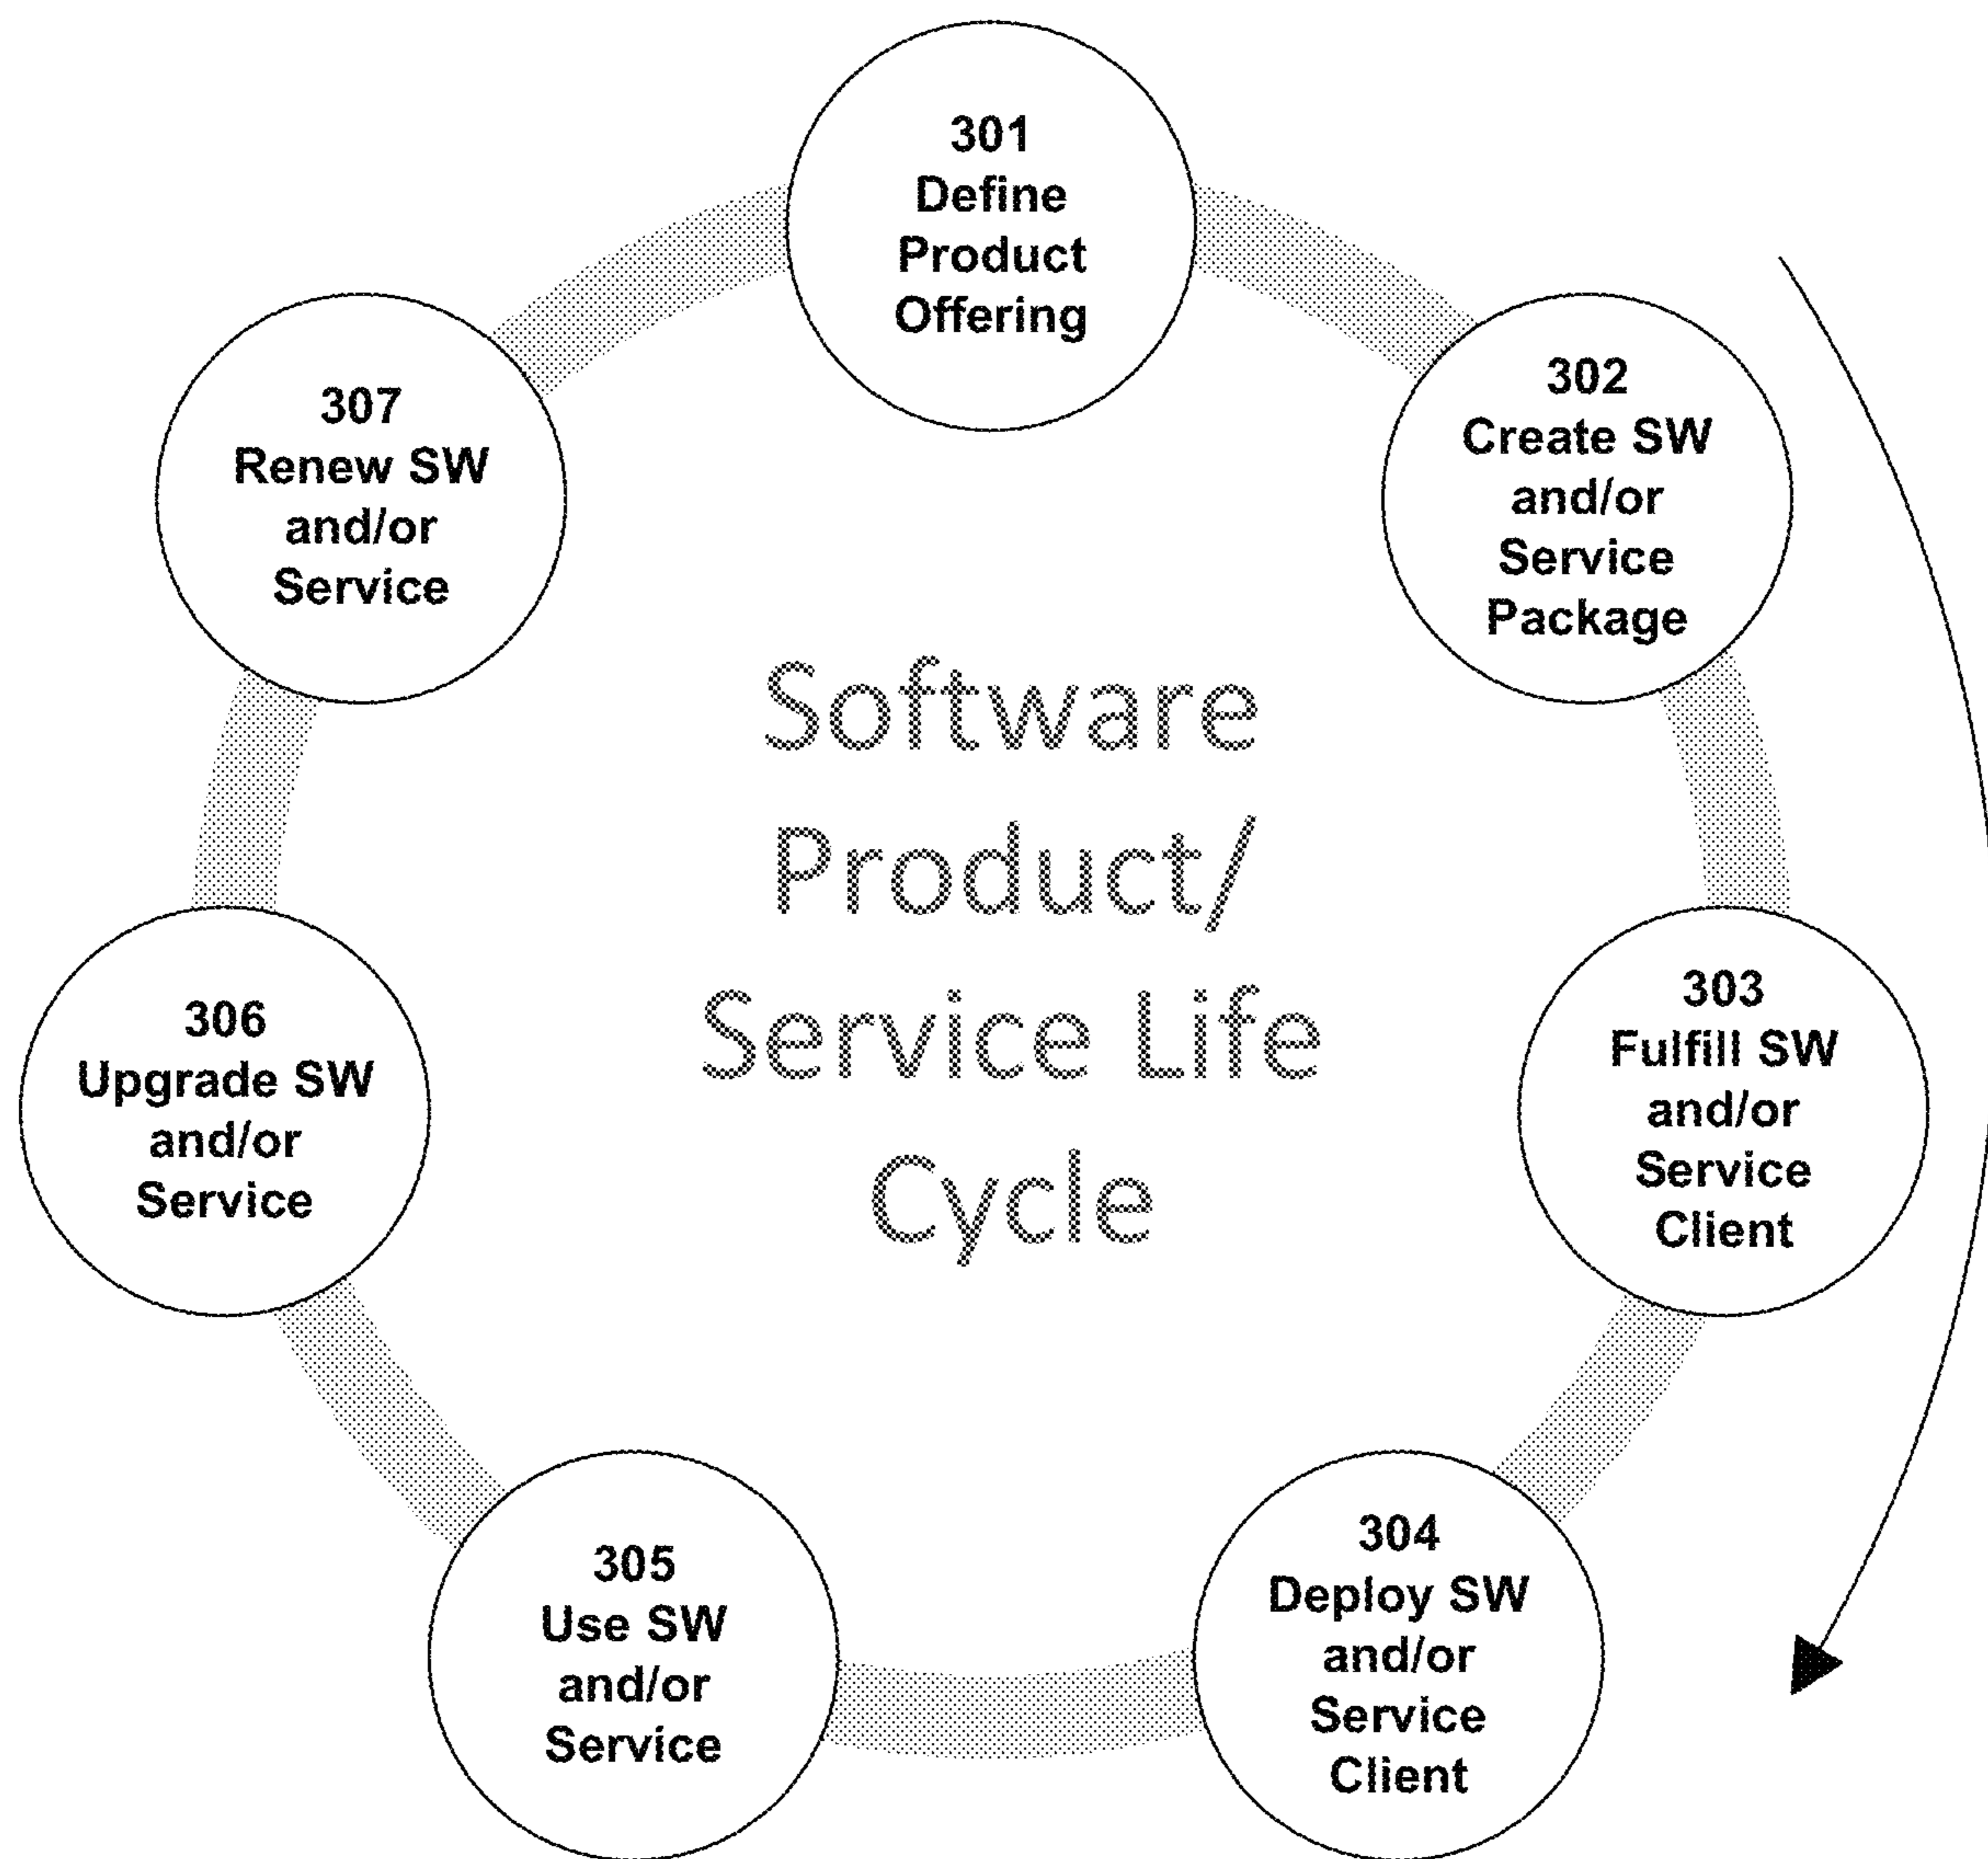 301
Define
Product
Offering
302
Create SW
and/or
Service
Package
303
Fulfill SW
and/or
Service
Client
304
Deploy SW
and/or
Service
Client
305
Use SW
and/or
Service
306
Upgrade SW
and/or
Service
307
Renew SW
and/or
Service
Software
Product/
Service Life
Cycle